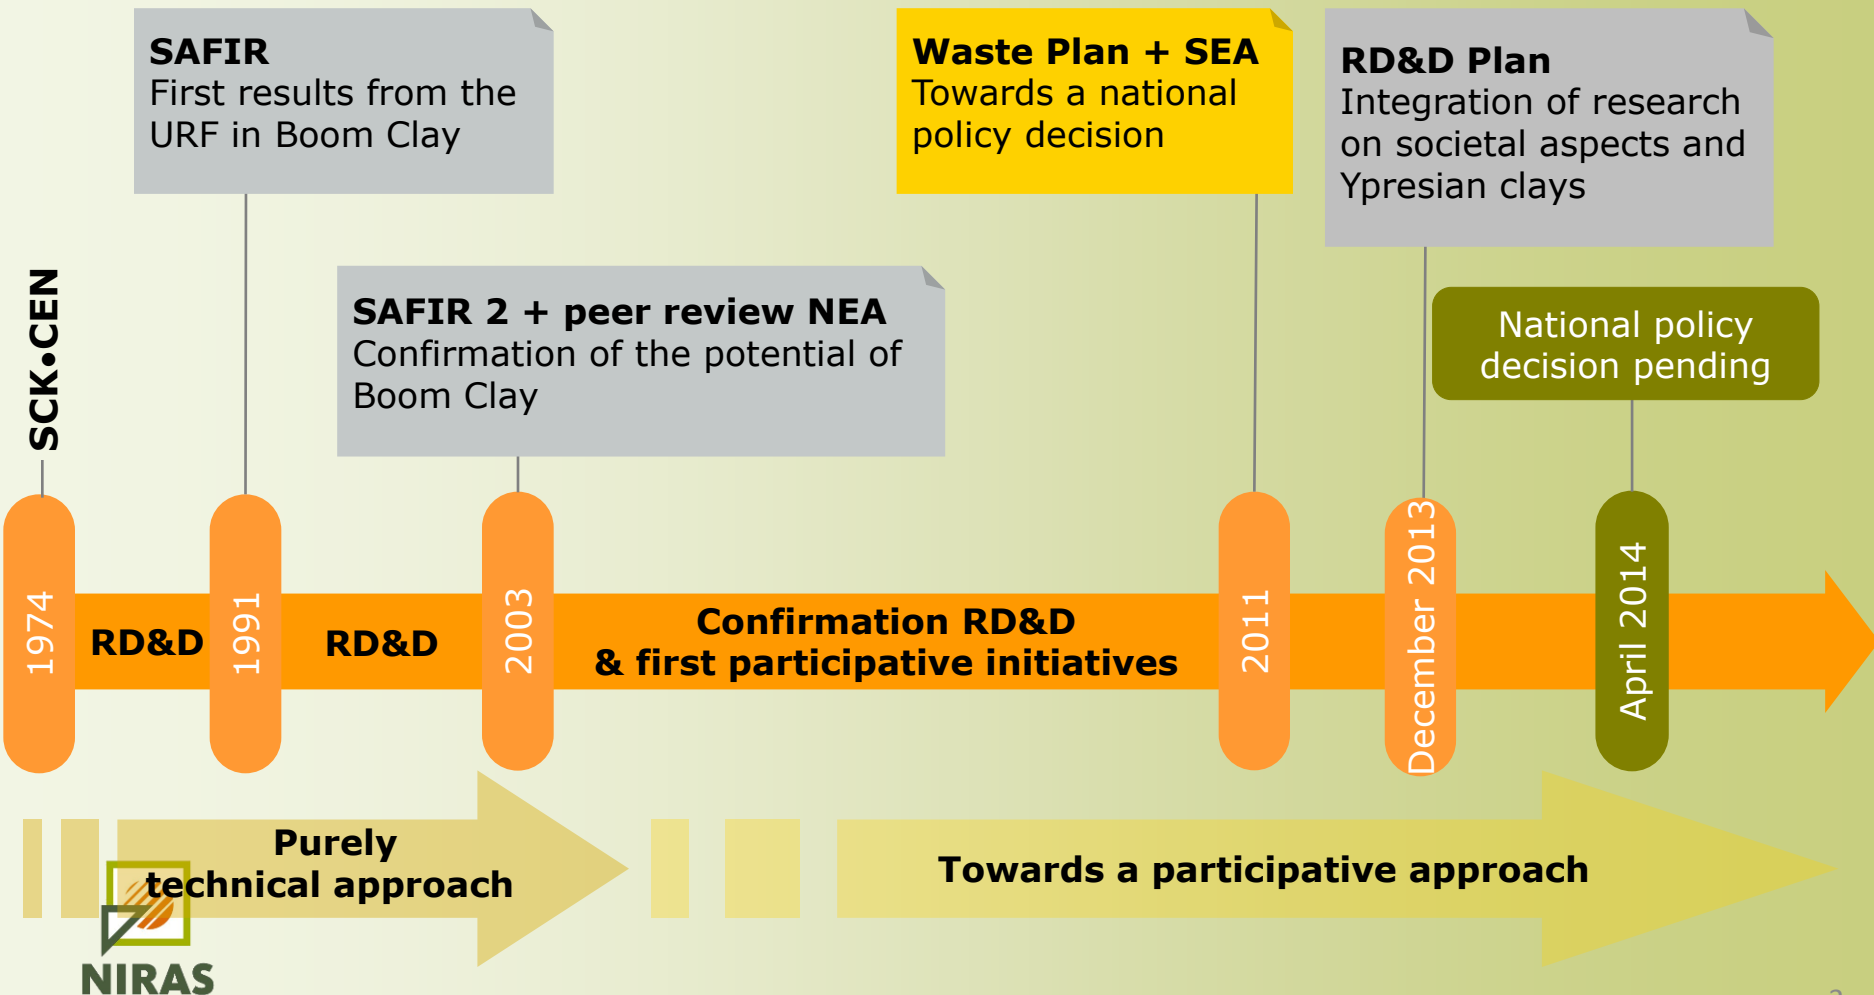 SAFIR
First results from the
URF in Boom Clay
Waste Plan + SEA
Towards a national
policy decision
RD&D Plan
Integration of research
on societal aspects and
Ypresian clays
SCK•CEN
SAFIR 2 + peer review NEA
Confirmation of the potential of
Boom Clay
National policy
decision pending
1974
RD&D
1991
RD&D
2003
Confirmation RD&D
& first participative initiatives
2011
December 2013
April 2014
Purely
technical approach
Towards a participative approach
NIRAS